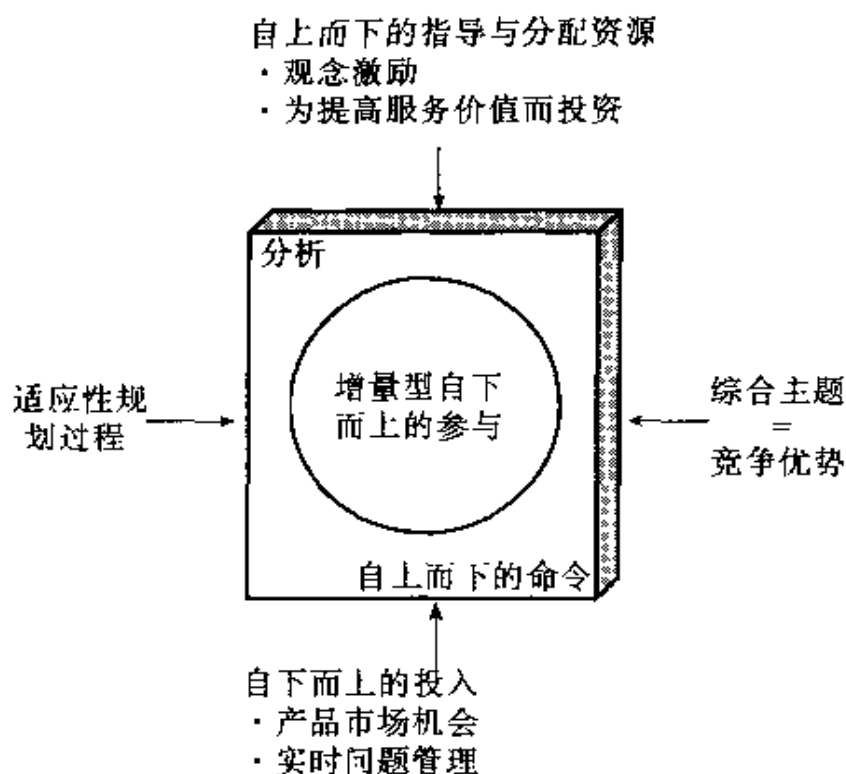 自上而下的指导与分配资源
·观念激励
·为提高服务价值而投资
分析
增量型自下
而上的参与
适应性规
划过程
综合主题
=
竞争优势
自上而下的命令
自下而上的投入
·产品市场机会
·实时问题管理